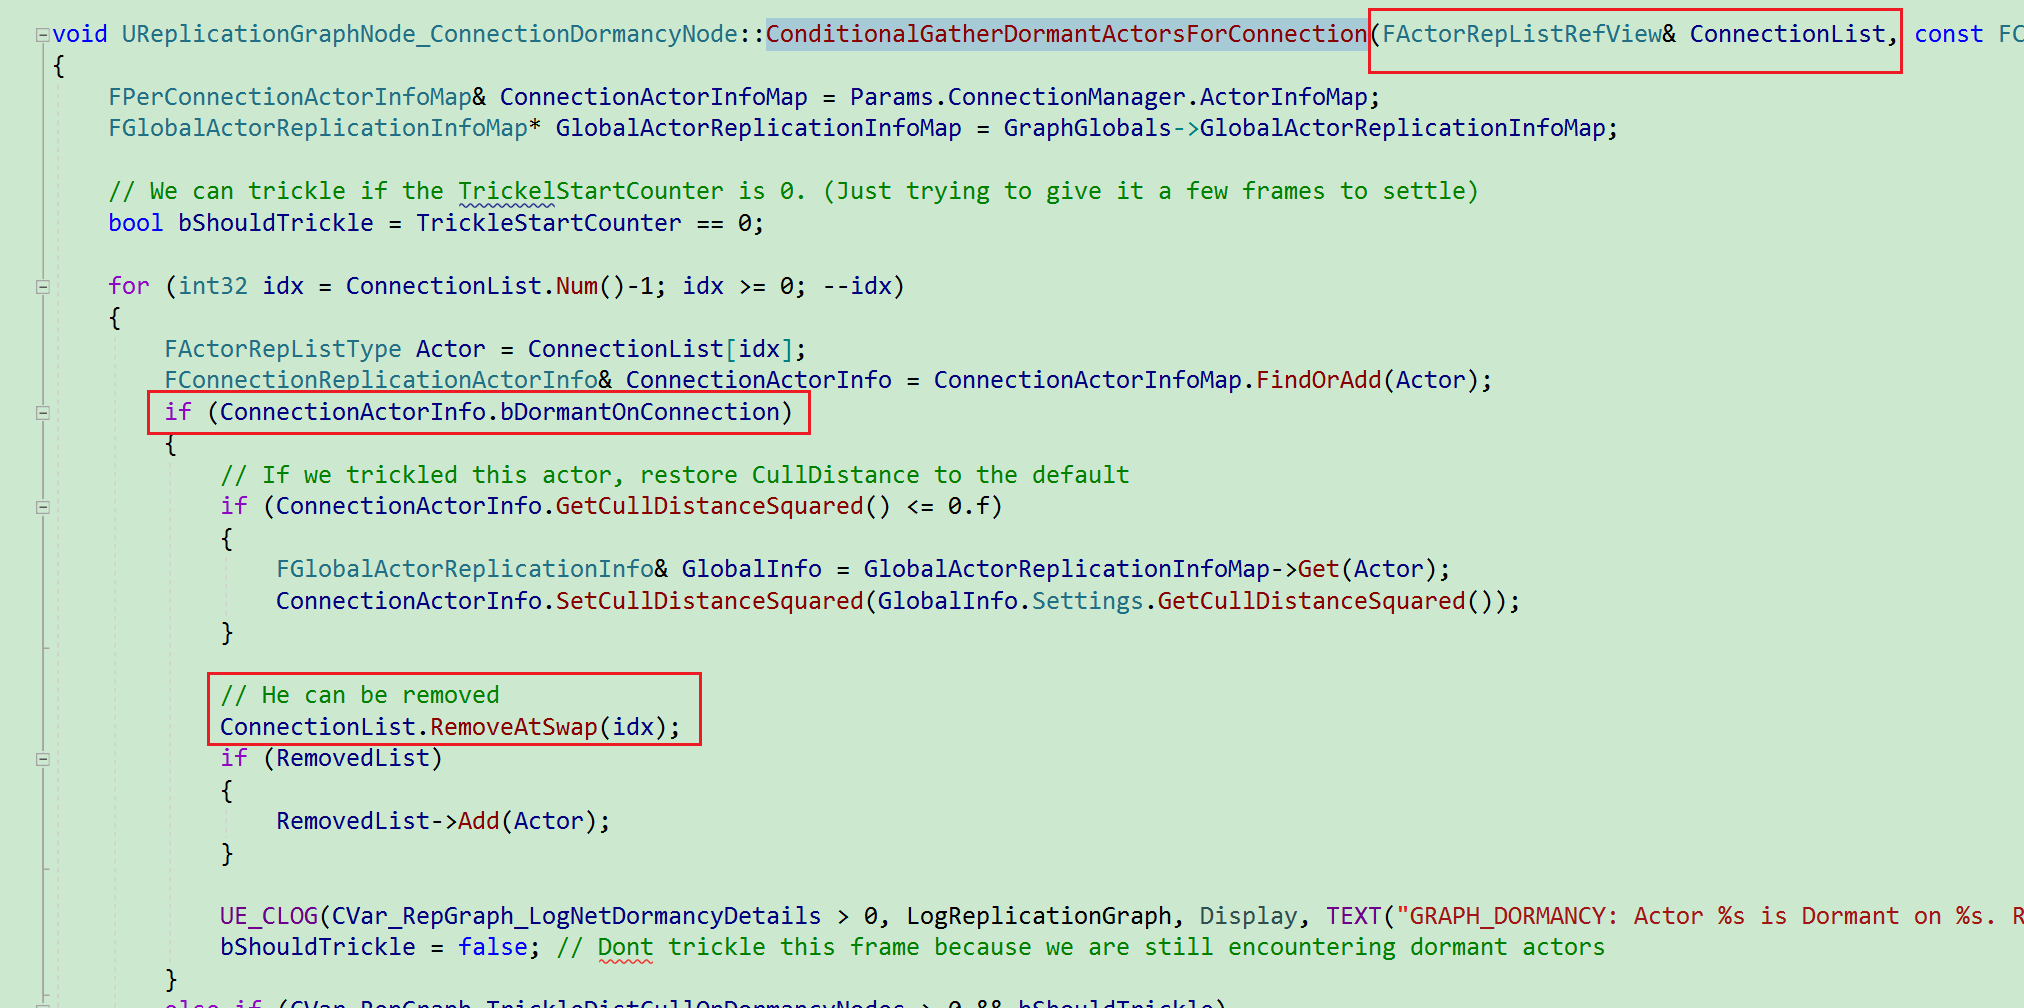 void UReplicationGraphNode_ConnectionDormancyNode::ConditionalGatherDormantActorsForConnection(FActorRepListRefView& ConnectionList, const FC
{
FPerConnectionActorInfoMap& ConnectionActorInfoMap = Params.ConnectionManager.ActorInfoMap;
FGlobalActorReplicationInfoMap* GlobalActorReplicationInfoMap = GraphGlobals->GlobalActorReplicationInfoMap;
// We can trickle if the TrickelStartCounter is 0. (Just trying to give it a few frames to settle)
bool bShouldTrickle = TrickleStartCounter == 0;
for (int32 idx = ConnectionList.Num()-1; idx >= 0; --idx)
{
FActorRepListType Actor = ConnectionList[idx];
FConnectionReplicationActorInfo& ConnectionActorInfo = ConnectionActorInfoMap.FindOrAdd(Actor);
if (ConnectionActorInfo.bDormantOnConnection)
{
// If we trickled this actor, restore CullDistance to the default
if (ConnectionActorInfo.GetCullDistanceSquared() <= 0.f)
{
FGlobalActorReplicationInfo& GlobalInfo = GlobalActorReplicationInfoMap->Get(Actor);
ConnectionActorInfo.SetCullDistanceSquared(GlobalInfo.Settings.GetCullDistanceSquared());
}
// He can be removed
ConnectionList.RemoveAtSwap(idx);
if (RemovedList)
{
RemovedList->Add(Actor);
}
UE_CLOG(CVar_RepGraph_LogNetDormancyDetails > 0, LogReplicationGraph, Display, TEXT("GRAPH_DORMANCY: Actor %s is Dormant on %s. R
bShouldTrickle = false; // Dont trickle this frame because we are still encountering dormant actors
}
else if (CVar_RepGraph_TrickleDistCullOnDormancyNodes > 0 && bShouldTrickle)